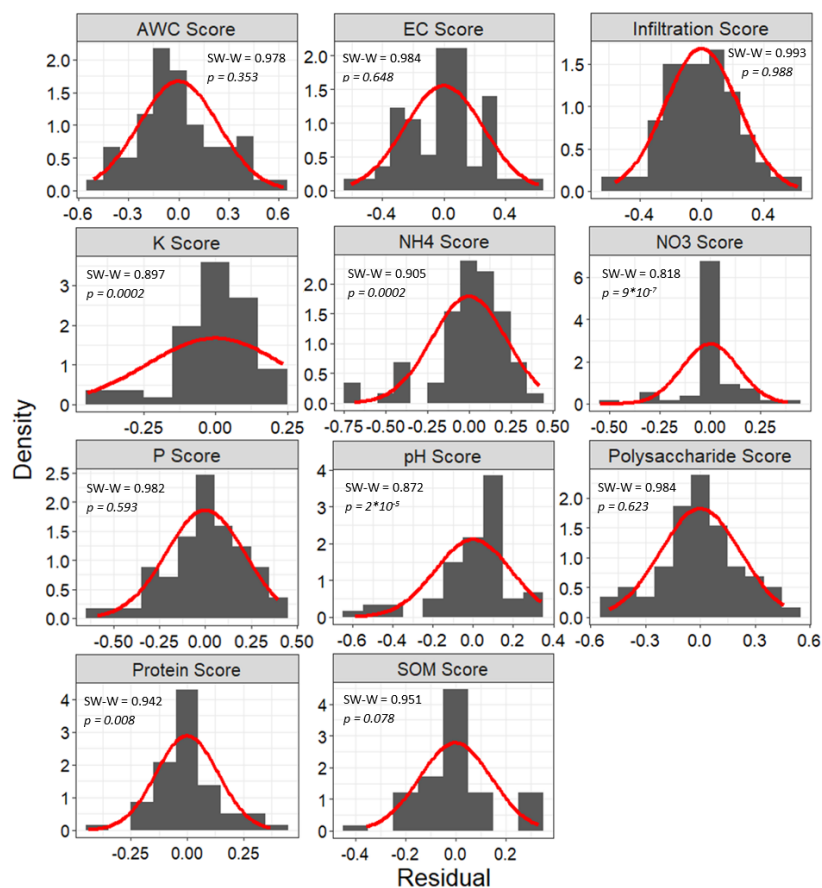 AWC Score
SW-W = 0.978
p = 0.353
2.0
1.5
1.0
0.5
0.0
-0.6 -0.3 0.0 0.3 0.6
EC Score
SW-W = 0.984
p = 0.648
2.0
1.5
1.0
0.5
0.0
-0.4 0.0 0.4
Infiltration Score
SW-W = 0.993
p = 0.988
1.5
1.0
0.5
0.0
-0.4 0.0 0.4
K Score
SW-W = 0.897
p = 0.0002
3
2
1
0
-0.25 0.00 0.25
NH4 Score
SW-W = 0.905
p = 0.0002
2.0
1.5
1.0
0.5
0.0
-0.75 -0.50 -0.25 0.00 0.25 0.50
NO3 Score
SW-W = 0.818
p = 9*10-7
6
4
2
0
-0.50 -0.25 0.00 0.25
Density
P Score
SW-W = 0.982
p = 0.593
2.5
2.0
1.5
1.0
0.5
0.0
-0.50 -0.25 0.00 0.25 0.50
pH Score
SW-W = 0.872
p = 2*10-5
4
3
2
1
0
-0.6 -0.4 -0.2 0.0 0.2 0.4
Polysaccharide Score
SW-W = 0.984
p = 0.623
2.0
1.5
1.0
0.5
0.0
-0.6 -0.3 0.0 0.3 0.6
Protein Score
SW-W = 0.942
p = 0.008
4
3
2
1
0
-0.25 0.00 0.25
SOM Score
SW-W = 0.951
p = 0.078
4
3
2
1
0
-0.4 -0.2 0.0 0.2
Residual